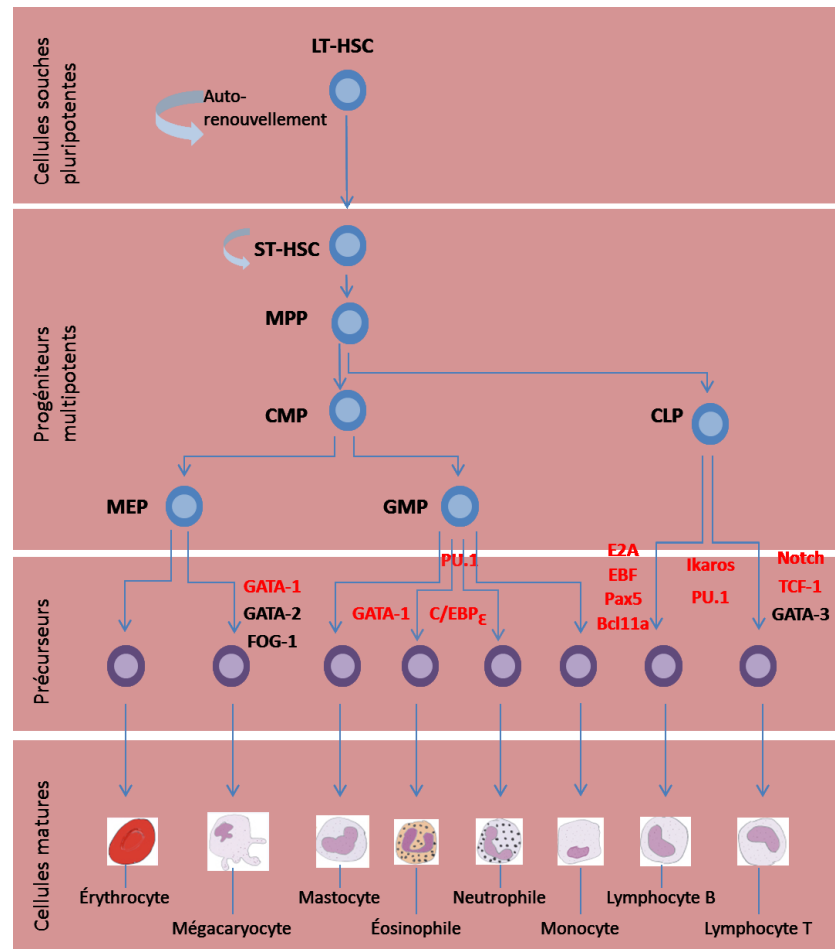 Cellules souches
pluripotentes
LT-HSC
Auto-
renouvellement
Progéniteurs
multipotents
ST-HSC
MPP
CMP
CLP
MEP
GMP
Précurseurs
GATA-1
GATA-2
FOG-1
PU.1
GATA-1
C/EBPε
E2A
EBF
Pax5
Bcl11a
Ikaros
PU.1
Notch
TCF-1
GATA-3
Cellules matures
Érythrocyte
Mégacaryocyte
Mastocyte
Éosinophile
Neutrophile
Monocyte
Lymphocyte B
Lymphocyte T